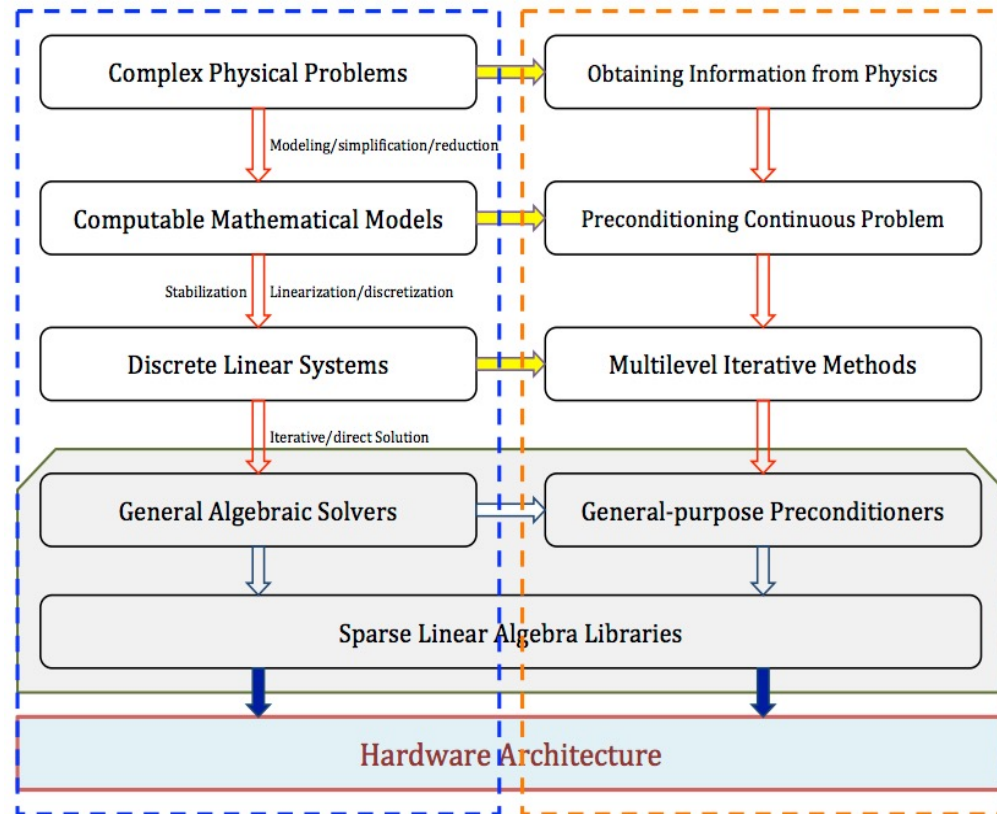 Complex Physical Problems
Obtaining Information from Physics
Modeling/simplification/reduction
Computable Mathematical Models
Preconditioning Continuous Problem
Stabilization
Linearization/discretization
Discrete Linear Systems
Multilevel Iterative Methods
Iterative/direct Solution
General Algebraic Solvers
General-purpose Preconditioners
Sparse Linear Algebra Libraries
Hardware Architecture